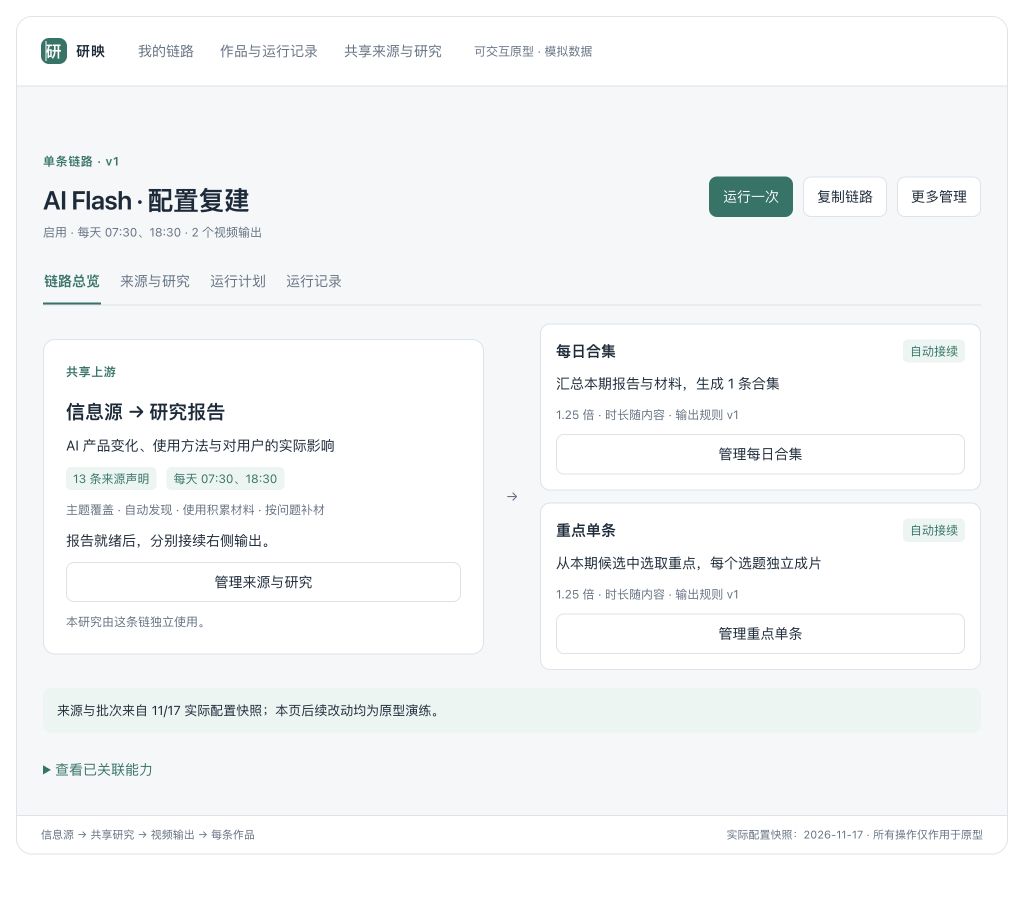 研 研映 我的链路 作品与运行记录 共享来源与研究 可交互原型 · 模拟数据
单条链路 · v1
AI Flash · 配置复建
启用 · 每天 07:30、18:30 · 2 个视频输出
运行一次 复制链路 更多管理
链路总览 来源与研究 运行计划 运行记录
共享上游
信息源 → 研究报告
AI 产品变化、使用方法与对用户的实际影响
13 条来源声明 每天 07:30、18:30
主题覆盖 · 自动发现 · 使用积累材料 · 按问题补材
报告就绪后，分别接续右侧输出。
管理来源与研究
本研究由这条链独立使用。
→
每日合集 自动接续
汇总本期报告与材料，生成 1 条合集
1.25 倍 · 时长随内容 · 输出规则 v1
管理每日合集
重点单条 自动接续
从本期候选中选取重点，每个选题独立成片
1.25 倍 · 时长随内容 · 输出规则 v1
管理重点单条
来源与批次来自 11/17 实际配置快照；本页后续改动均为原型演练。
▶ 查看已关联能力
信息源 → 共享研究 → 视频输出 → 每条作品 实际配置快照：2026-11-17 · 所有操作仅作用于原型